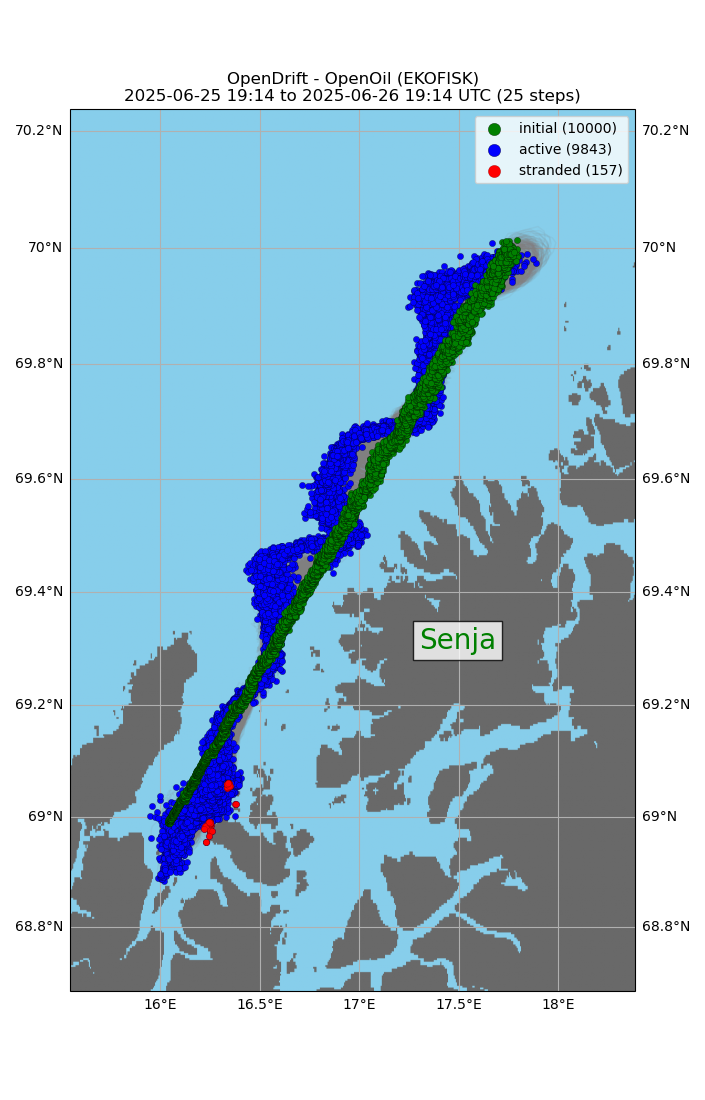 OpenDrift - OpenOil (EKOFISK)
2025-06-25 19:14 to 2025-06-26 19:14 UTC (25 steps)
initial (10000)
active (9843)
stranded (157)
70.2°N 70.2°N
70°N 70°N
69.8°N 69.8°N
69.6°N 69.6°N
69.4°N 69.4°N
Senja
69.2°N 69.2°N
69°N 69°N
68.8°N 68.8°N
16°E 16.5°E 17°E 17.5°E 18°E